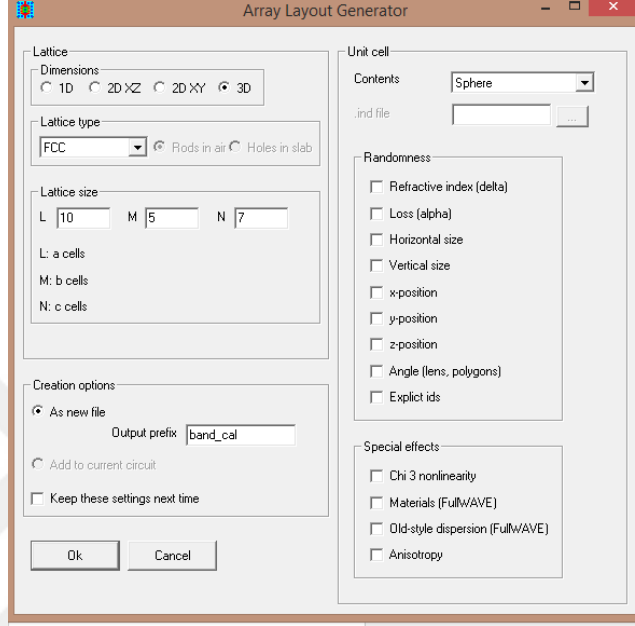 Array Layout Generator
Lattice
Dimensions
1D 2D XZ 2D XY 3D
Lattice type
FCC Rods in air Holes in slab
Lattice size
L 10 M 5 N 7
L: a cells
M: b cells
N: c cells
Creation options
As new file
Output prefix band_cal
Add to current circuit
Keep these settings next time
Ok Cancel
Unit cell
Contents Sphere
.ind file ...
Randomness
Refractive index (delta)
Loss (alpha)
Horizontal size
Vertical size
x-position
y-position
z-position
Angle (lens, polygons)
Explict ids
Special effects
Chi 3 nonlinearity
Materials (FullWAVE)
Old-style dispersion (FullWAVE)
Anisotropy